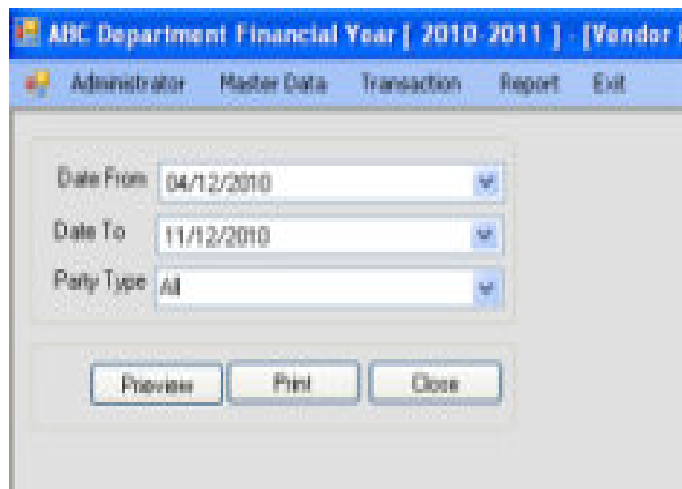 ABC Department Financial Year [ 2010-2011 ] - [Vendor
Administrator Master Data Transaction Report Exit
Date From 04/12/2010
Date To 11/12/2010
Party Type All
Preview Print Close